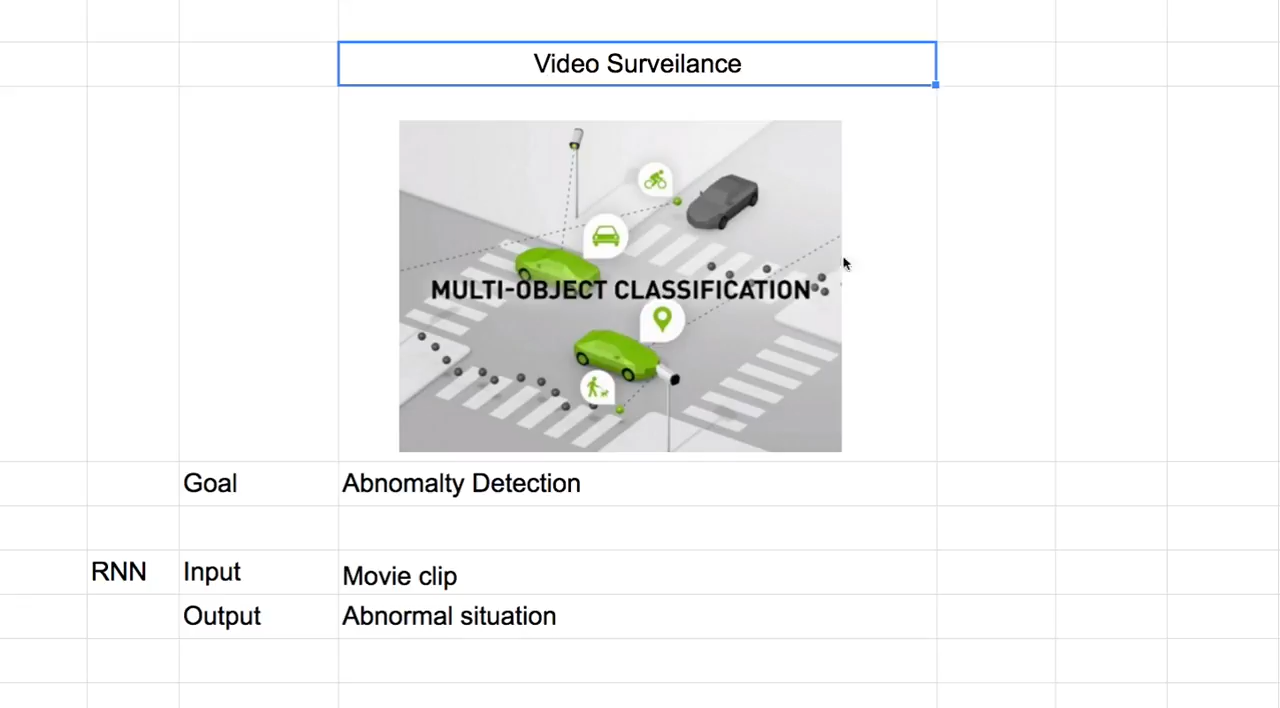 Video Surveilance
MULTI-OBJECT CLASSIFICATION
Goal Abnomalty Detection
RNN Input Movie clip
Output Abnormal situation